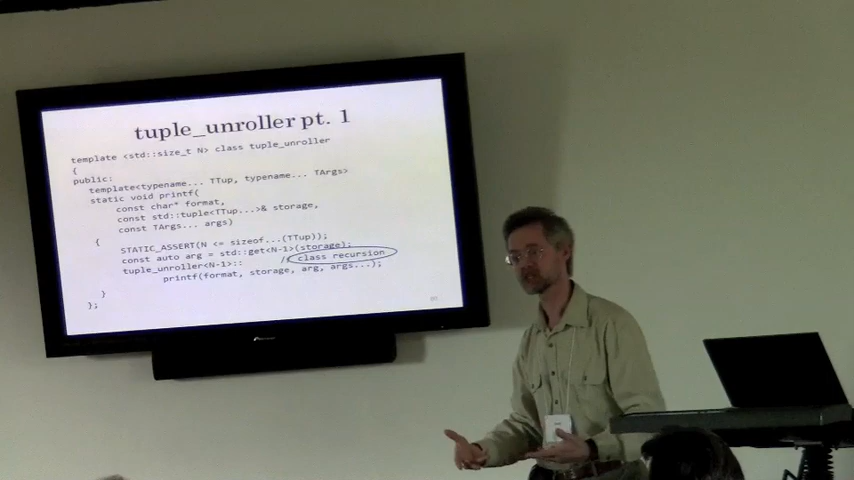 tuple_unroller pt. 1
template <std::size_t N> class tuple_unroller
{
public:
template<typename... TTup, typename... TArgs>
static void printf(
const char* format,
const std::tuple<TTup...>& storage,
const TArgs... args)
{
STATIC_ASSERT(N <= sizeof...(TTup));
const auto arg = std::get<N-1>(storage);
tuple_unroller<N-1>:: // class recursion
printf(format, storage, arg, args...);
}
};